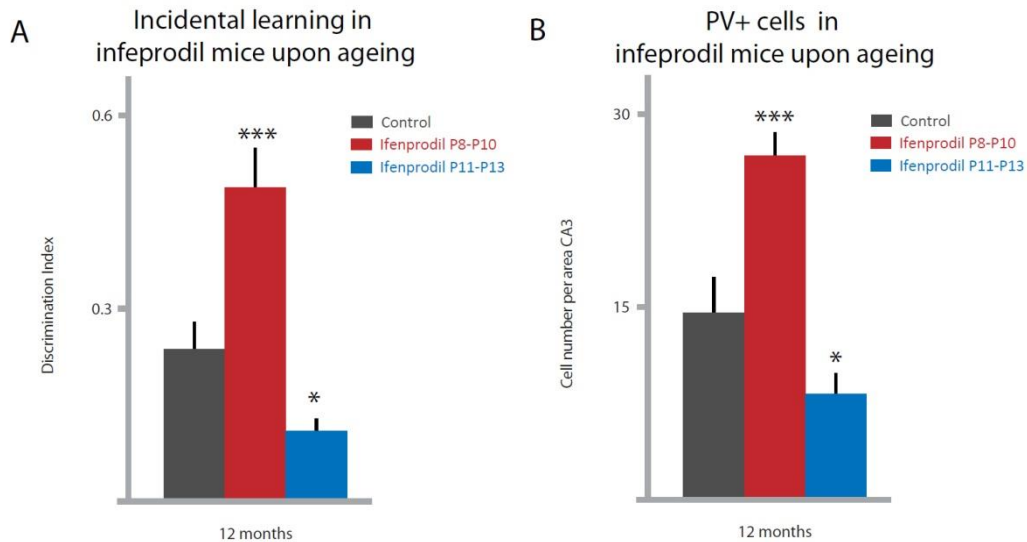 A
Incidental learning in
infeprodil mice upon ageing
0.6
0.3
Discrimination Index
***
*
Control
Ifenprodil P8-P10
Ifenprodil P11-P13
12 months
B
PV+ cells in
infeprodil mice upon ageing
30
15
Cell number per area CA3
***
*
Control
Ifenprodil P8-P10
Ifenprodil P11-P13
12 months